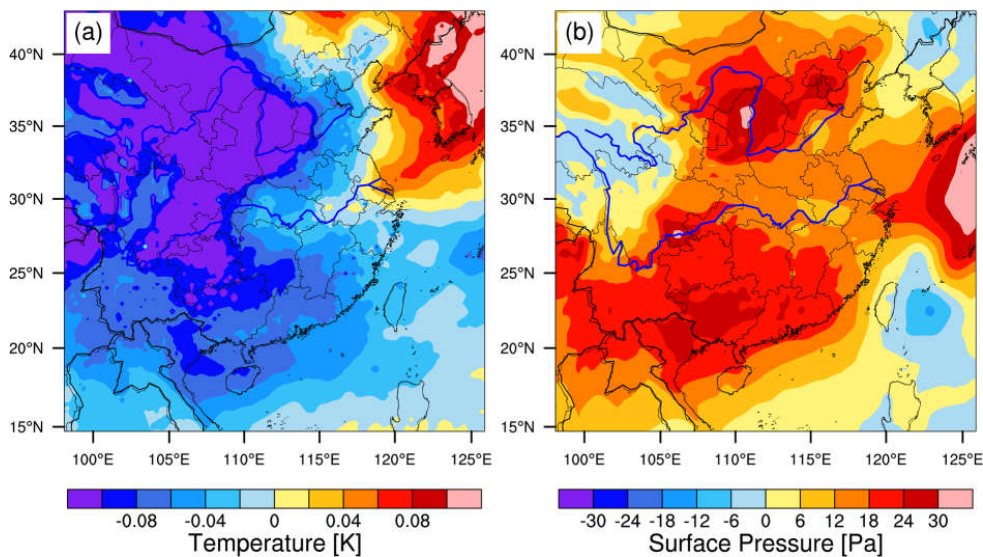 (a)
(b)
40°N
35°N
30°N
25°N
20°N
15°N
100°E 105°E 110°E 115°E 120°E 125°E
40°N
35°N
30°N
25°N
20°N
15°N
100°E 105°E 110°E 115°E 120°E 125°E
-0.08 -0.04 0 0.04 0.08
Temperature [K]
-30 -24 -18 -12 -6 0 6 12 18 24 30
Surface Pressure [Pa]